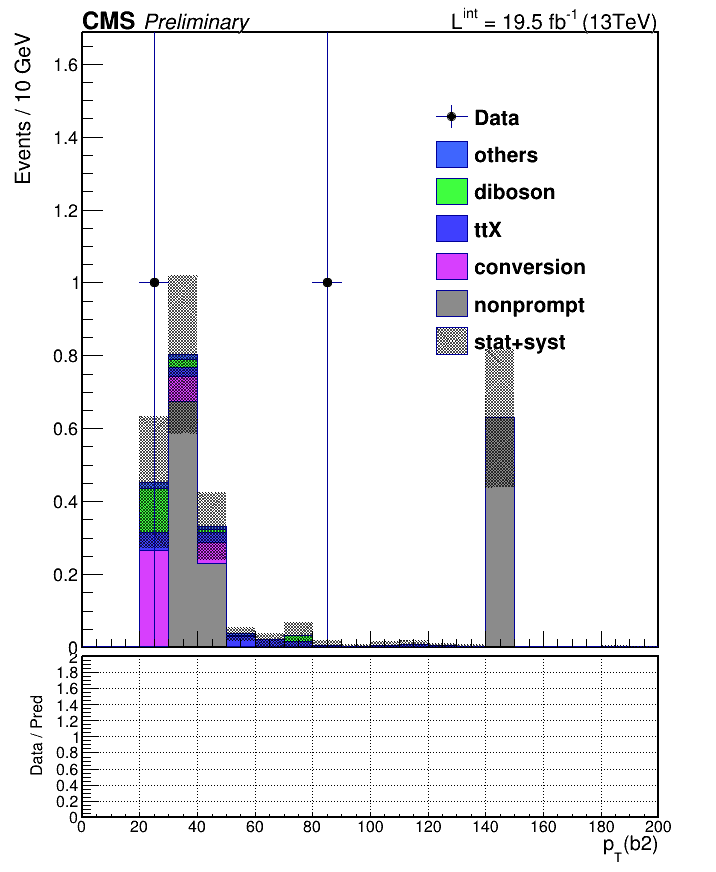 CMS Preliminary L^int = 19.5 fb^-1 (13TeV)
Events / 10 GeV
1.6
1.4
1.2
1
0.8
0.6
0.4
0.2
0
Data
others
diboson
ttX
conversion
nonprompt
stat+syst
Data / Pred
2
1.8
1.6
1.4
1.2
1
0.8
0.6
0.4
0.2
0
0 20 40 60 80 100 120 140 160 180 200
p_T(b2)